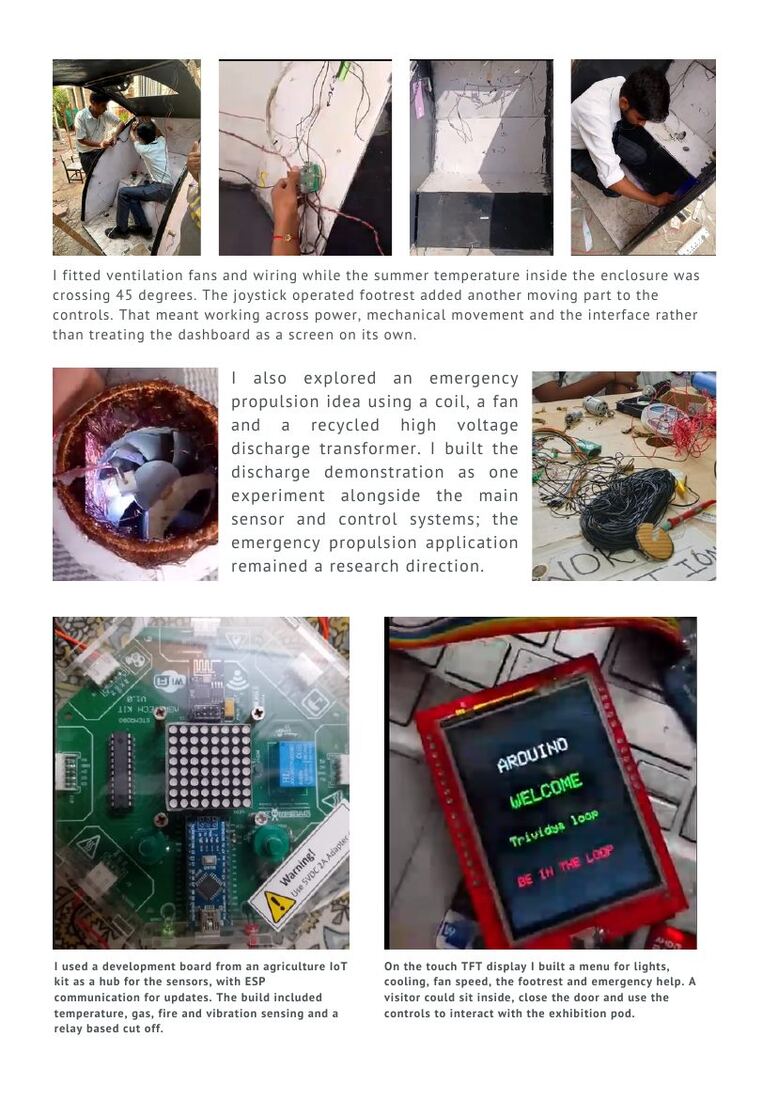 I fitted ventilation fans and wiring while the summer temperature inside the enclosure was
crossing 45 degrees. The joystick operated footrest added another moving part to the
controls. That meant working across power, mechanical movement and the interface rather
than treating the dashboard as a screen on its own.
I also explored an emergency
propulsion idea using a coil, a fan
and a recycled high voltage
discharge transformer. I built the
discharge demonstration as one
experiment alongside the main
sensor and control systems; the
emergency propulsion application
remained a research direction.
WiFi
KIT
V1.0
STEMROBO
Warning!
Use 5VDC 2A Adapter
ARDUINO
WELCOME
Trividya loop
BE IN THE LOOP
I used a development board from an agriculture IoT
kit as a hub for the sensors, with ESP
communication for updates. The build included
temperature, gas, fire and vibration sensing and a
relay based cut off.
On the touch TFT display I built a menu for lights,
cooling, fan speed, the footrest and emergency help. A
visitor could sit inside, close the door and use the
controls to interact with the exhibition pod.